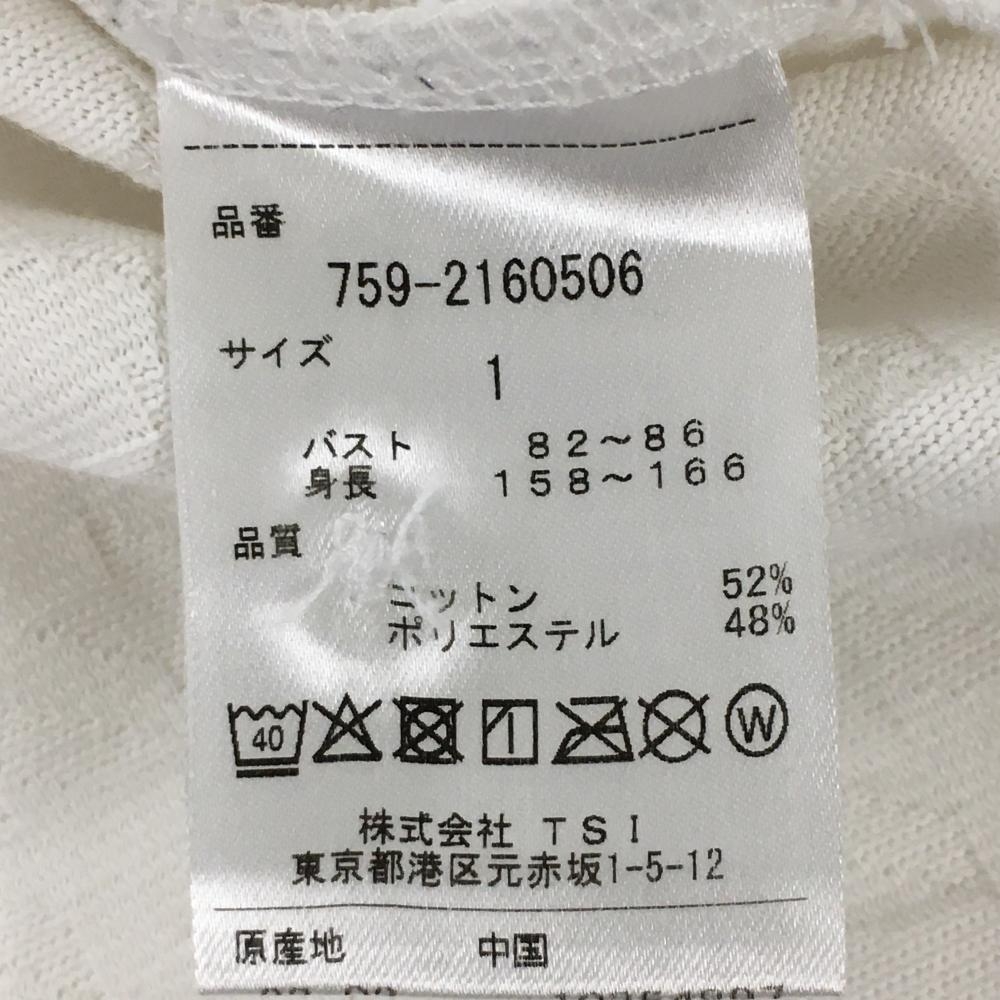 品番
759-2160506
サイズ
1
バスト 82〜86
身長 158〜166
品質
コットン 52%
ポリエステル 48%
40 W
株式会社 TSI
東京都港区元赤坂1-5-12
原産地 中国